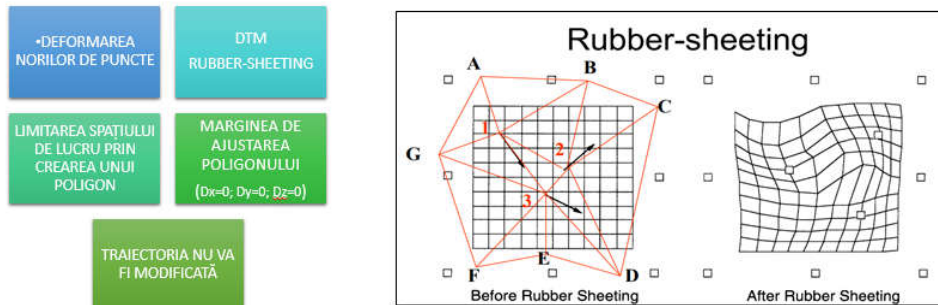 •DEFORMAREA
NORILOR DE PUNCTE
DTM
RUBBER-SHEETING
LIMITAREA SPAȚIULUI
DE LUCRU PRIN
CREAREA UNUI
POLIGON
MARGINEA DE
AJUSTAREA
POLIGONULUI
(Dx=0; Dy=0; Dz=0)
TRAIECTORIA NU VA
FI MODIFICATĂ
Rubber-sheeting
A
B
C
1
2
G
3
E
F
D
Before Rubber Sheeting
After Rubber Sheeting